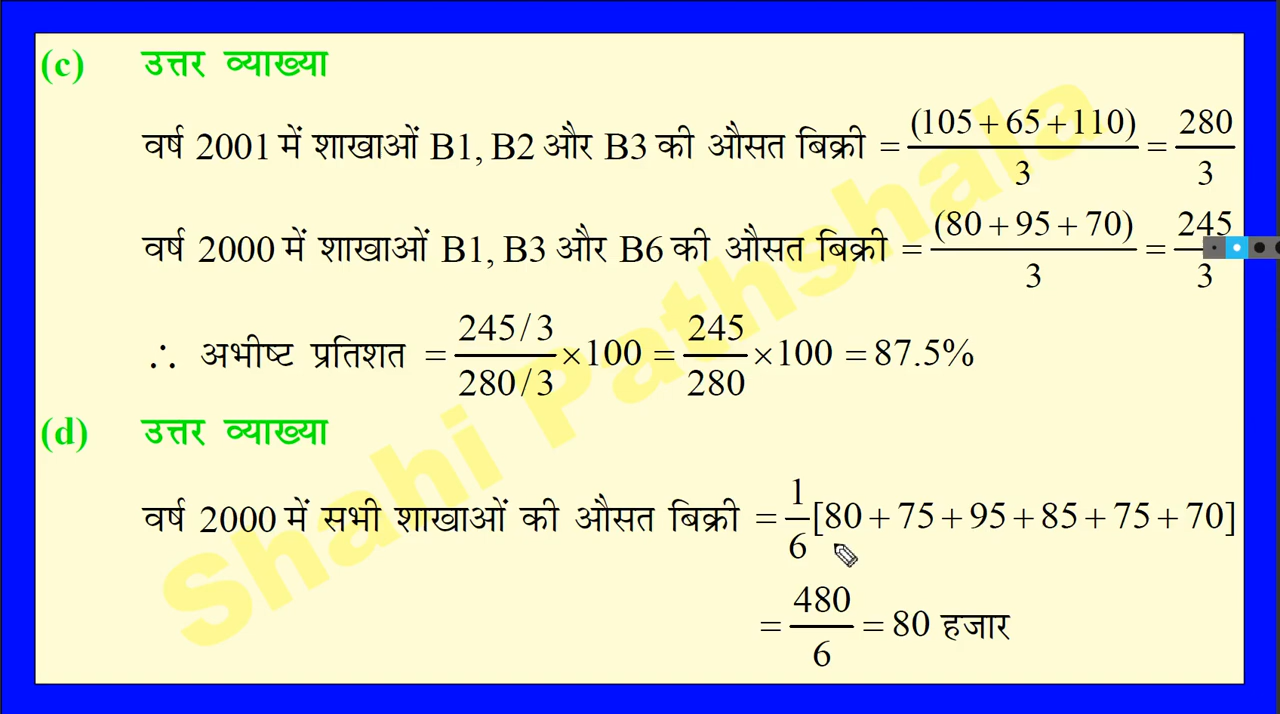 (c) उत्तर व्याख्या
वर्ष 2001 में शाखाओं B1, B2 और B3 की औसत बिक्री = (105 + 65 + 110) / 3 = 280 / 3
वर्ष 2000 में शाखाओं B1, B3 और B6 की औसत बिक्री = (80 + 95 + 70) / 3 = 245 / 3
∴ अभीष्ट प्रतिशत = (245 / 3) / (280 / 3) × 100 = 245 / 280 × 100 = 87.5%
(d) उत्तर व्याख्या
वर्ष 2000 में सभी शाखाओं की औसत बिक्री = 1/6 [80 + 75 + 95 + 85 + 75 + 70]
= 480 / 6 = 80 हजार
Shahi Pathshala